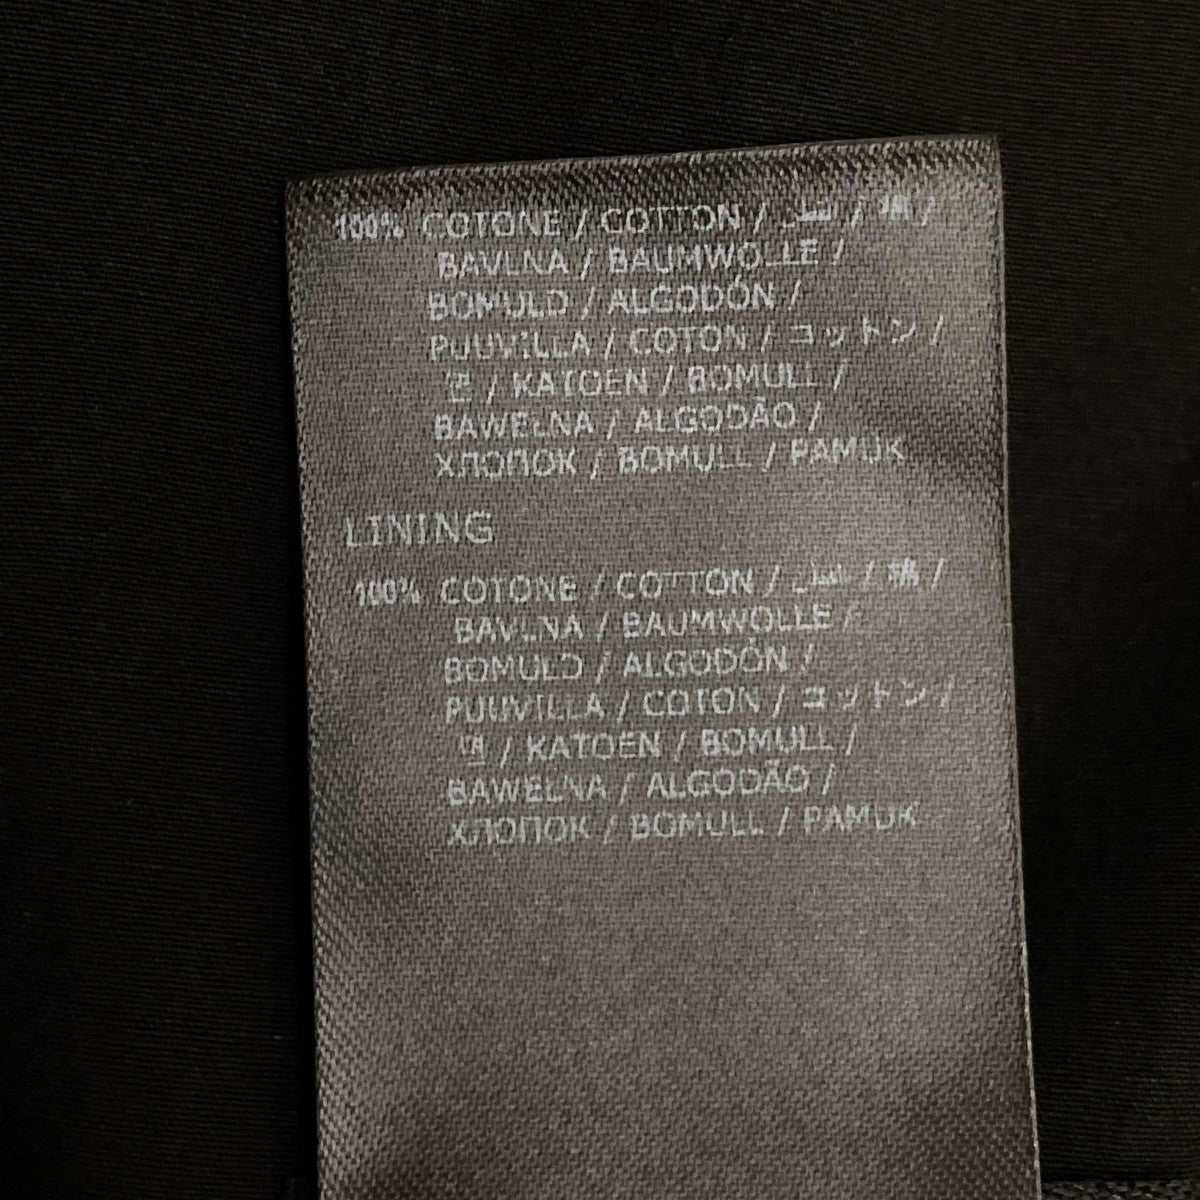 100% COTONE / COTTON / قطن / 棉 /
BAVLNA / BAUMWOLLE /
BOMULD / ALGODÓN /
PUUVILLA / COTON / コットン /
면 / KATOEN / BOMULL /
BAWEŁNA / ALGODÃO /
ХЛОПОК / BOMULL / PAMUK
LINING
100% COTONE / COTTON / قطن / 棉 /
BAVLNA / BAUMWOLLE /
BOMULD / ALGODÓN /
PUUVILLA / COTON / コットン /
면 / KATOEN / BOMULL /
BAWEŁNA / ALGODÃO /
ХЛОПОК / BOMULL / PAMUK